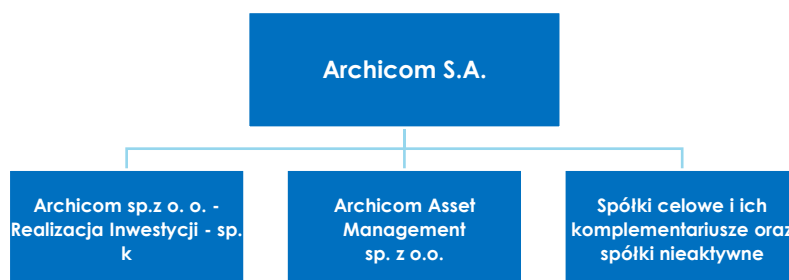 Archicom S.A.
Archicom sp.z o. o. -
Realizacja Inwestycji - sp.
k
Archicom Asset
Management
sp. z o.o.
Spółki celowe i ich
komplementariusze oraz
spółki nieaktywne